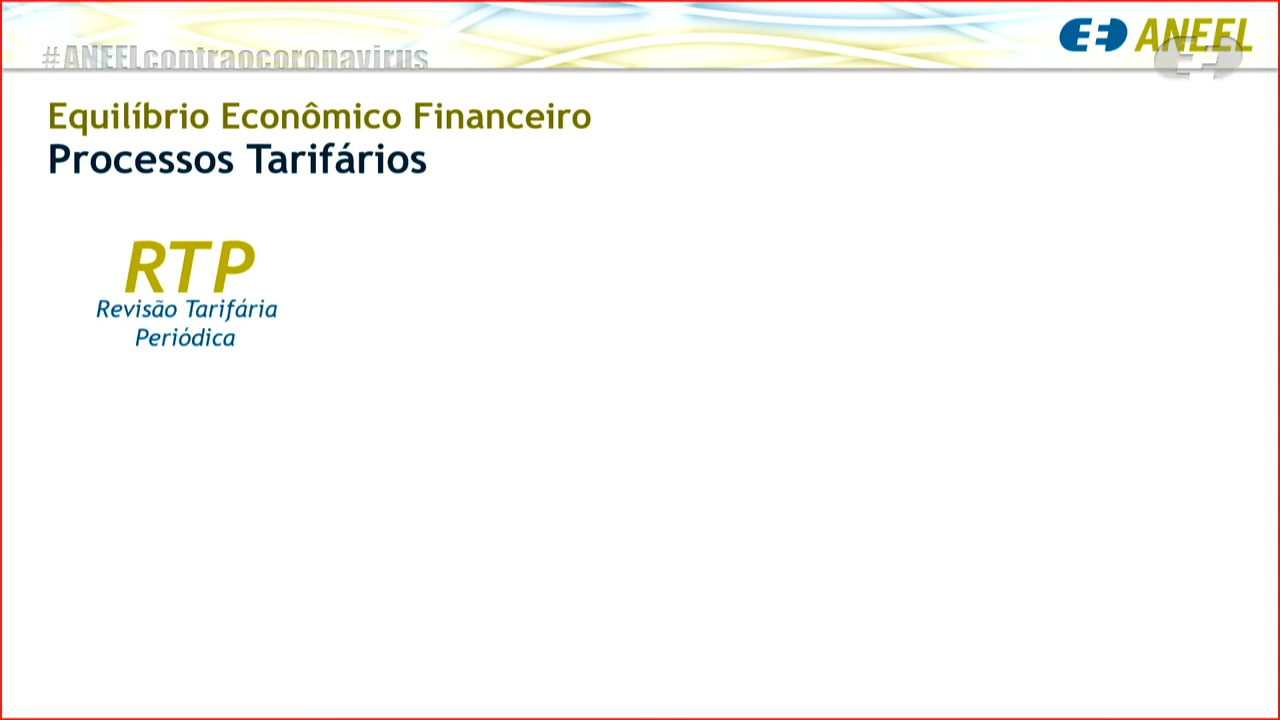 #ANEELcontraocoronavirus
ANEEL
Equilíbrio Econômico Financeiro
Processos Tarifários
RTP
Revisão Tarifária
Periódica